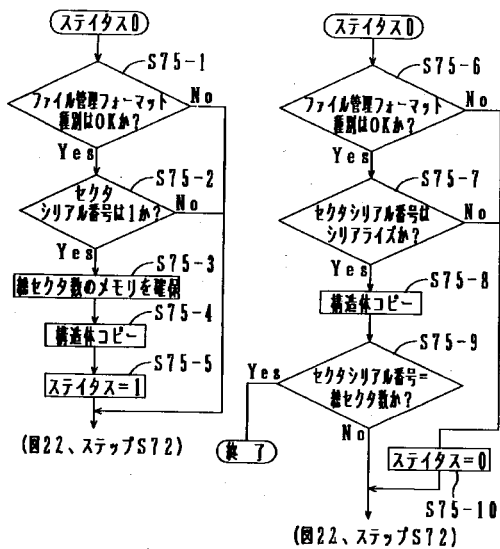 ステイタス0
S75-1
ファイル管理フォーマット
種別はOKか?
No
Yes
S75-2
セクタ
シリアル番号は1か?
No
Yes
S75-3
総セクタ数のメモリを確保
S75-4
構造体コピー
S75-5
ステイタス=1
(図22、ステップS72)
ステイタス0
S75-6
ファイル管理フォーマット
種別はOKか?
No
Yes
S75-7
セクタシリアル番号は
シリアライズか?
No
Yes
S75-8
構造体コピー
S75-9
セクタシリアル番号=
総セクタ数か?
Yes
No
終 了
ステイタス=0
S75-10
(図22、ステップS72)